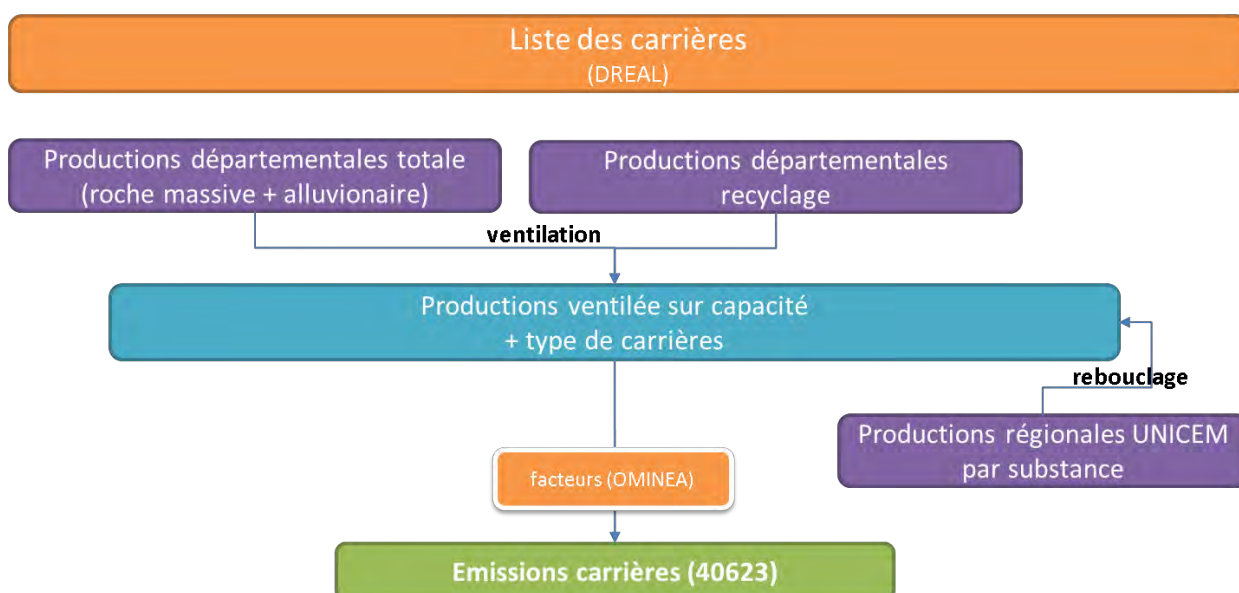 Liste des carrières
(DREAL)
Productions départementales totale
(roche massive + alluvionaire)
Productions départementales
recyclage
ventilation
Productions ventilée sur capacité
+ type de carrières
rebouclage
Productions régionales UNICEM
par substance
facteurs (OMINEA)
Emissions carrières (40623)